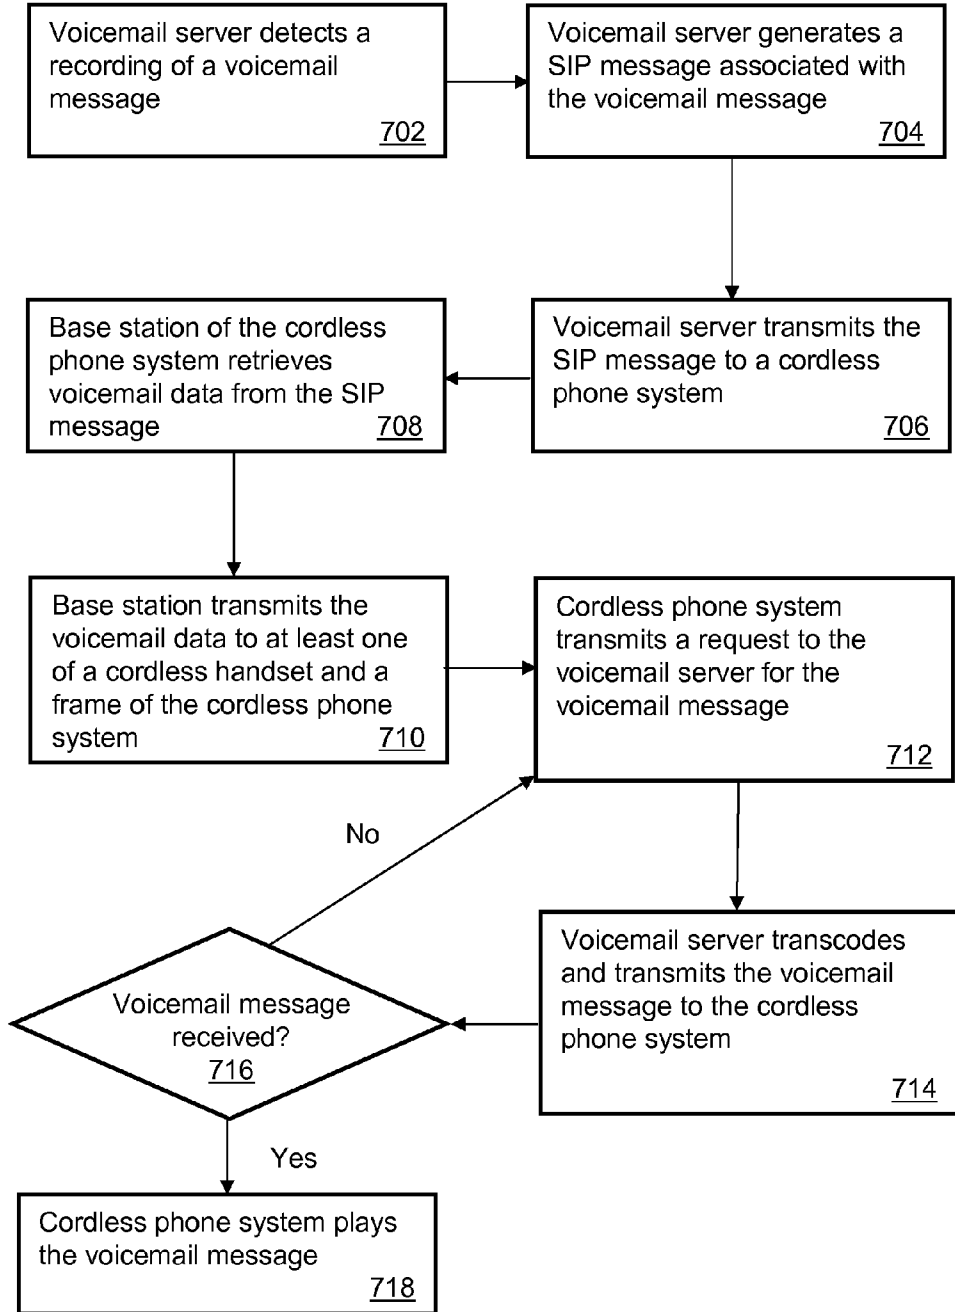 Voicemail server detects a
recording of a voicemail
message
702
Voicemail server generates a
SIP message associated with
the voicemail message
704
Voicemail server transmits the
SIP message to a cordless
phone system
706
Base station of the cordless
phone system retrieves
voicemail data from the SIP
message
708
Base station transmits the
voicemail data to at least one
of a cordless handset and a
frame of the cordless phone
system
710
Cordless phone system
transmits a request to the
voicemail server for the
voicemail message
712
Voicemail server transcodes
and transmits the voicemail
message to the cordless
phone system
714
Voicemail message
received?
716
No
Yes
Cordless phone system plays
the voicemail message
718